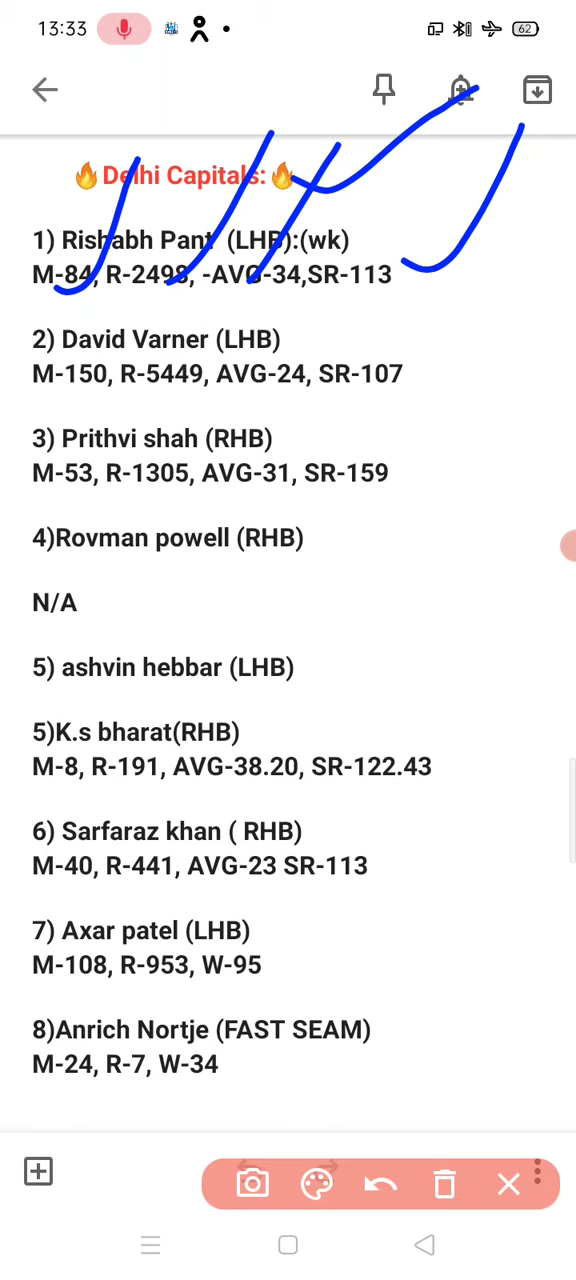 13:33
62
🔥Delhi Capitals:🔥
1) Rishabh Pant (LHB):(wk)
M-84, R-2498, -AVG-34,SR-113
2) David Varner (LHB)
M-150, R-5449, AVG-24, SR-107
3) Prithvi shah (RHB)
M-53, R-1305, AVG-31, SR-159
4)Rovman powell (RHB)
N/A
5) ashvin hebbar (LHB)
5)K.s bharat(RHB)
M-8, R-191, AVG-38.20, SR-122.43
6) Sarfaraz khan ( RHB)
M-40, R-441, AVG-23 SR-113
7) Axar patel (LHB)
M-108, R-953, W-95
8)Anrich Nortje (FAST SEAM)
M-24, R-7, W-34